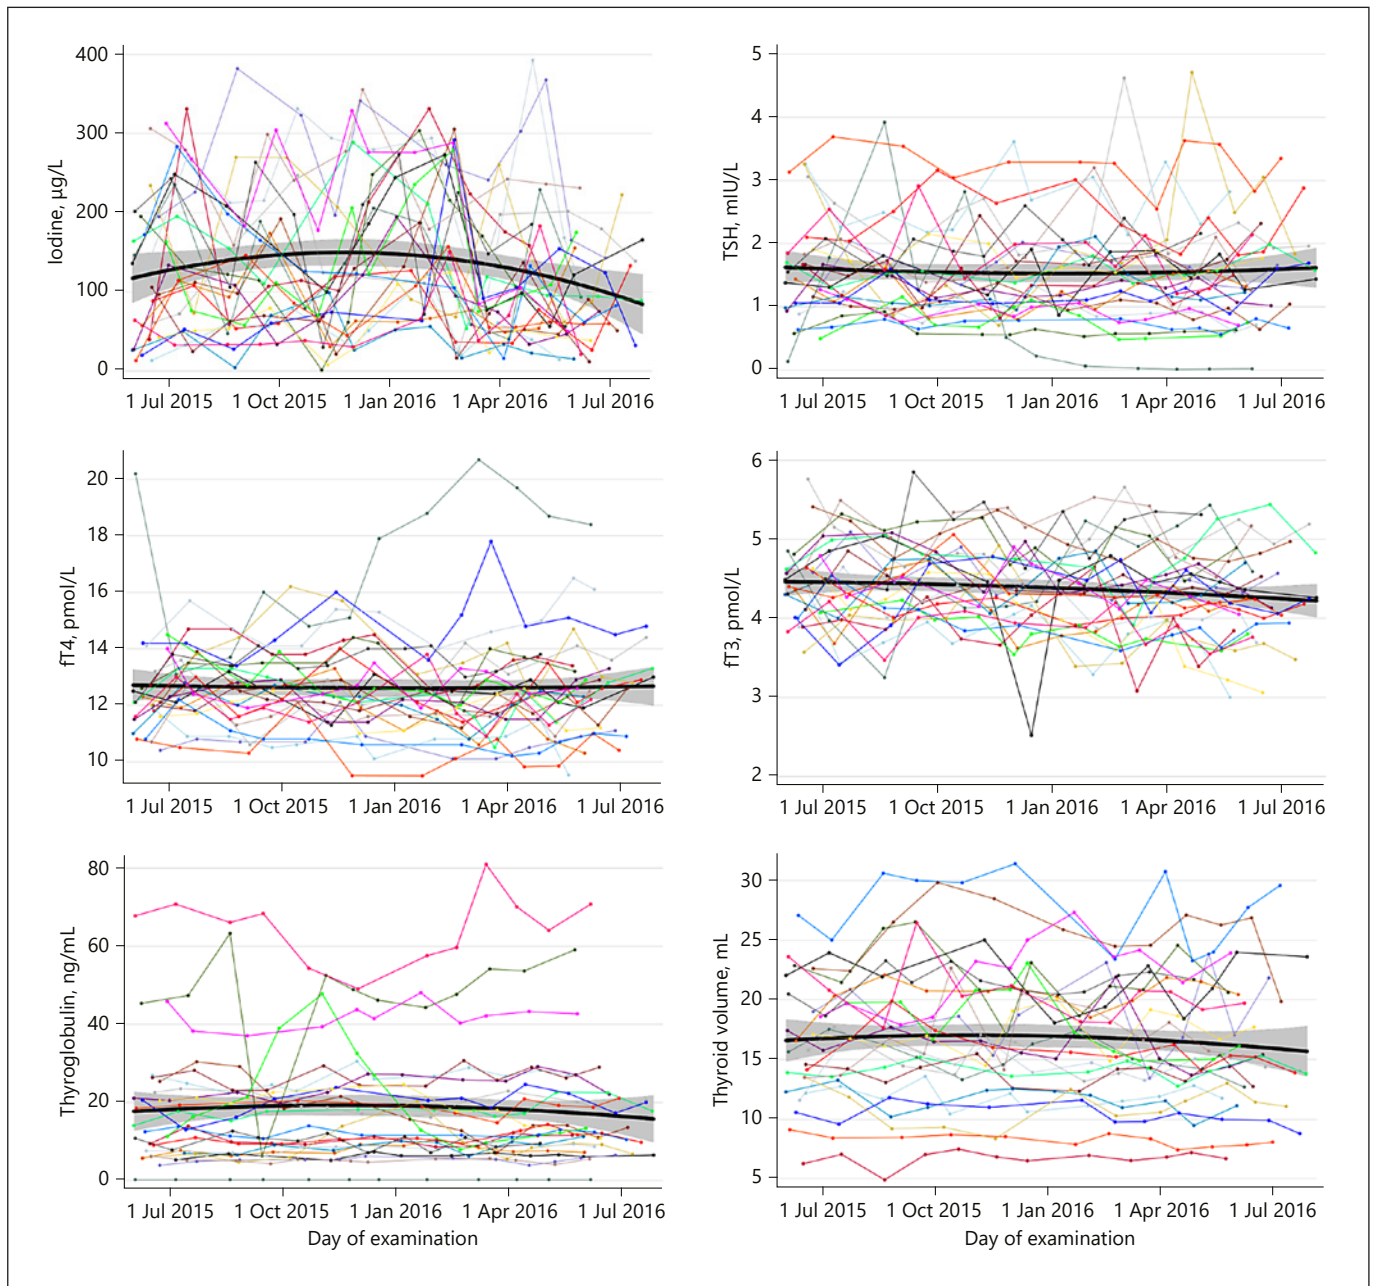 Iodine, µg/L
400
300
200
100
0
1 Jul 2015
1 Oct 2015
1 Jan 2016
1 Apr 2016
1 Jul 2016
TSH, mIU/L
5
4
3
2
1
0
1 Jul 2015
1 Oct 2015
1 Jan 2016
1 Apr 2016
1 Jul 2016
fT4, pmol/L
20
18
16
14
12
10
1 Jul 2015
1 Oct 2015
1 Jan 2016
1 Apr 2016
1 Jul 2016
fT3, pmol/L
6
5
4
3
2
1 Jul 2015
1 Oct 2015
1 Jan 2016
1 Apr 2016
1 Jul 2016
Thyroglobulin, ng/mL
80
60
40
20
0
1 Jul 2015
1 Oct 2015
1 Jan 2016
1 Apr 2016
1 Jul 2016
Day of examination
Thyroid volume, mL
30
25
20
15
10
5
1 Jul 2015
1 Oct 2015
1 Jan 2016
1 Apr 2016
1 Jul 2016
Day of examination